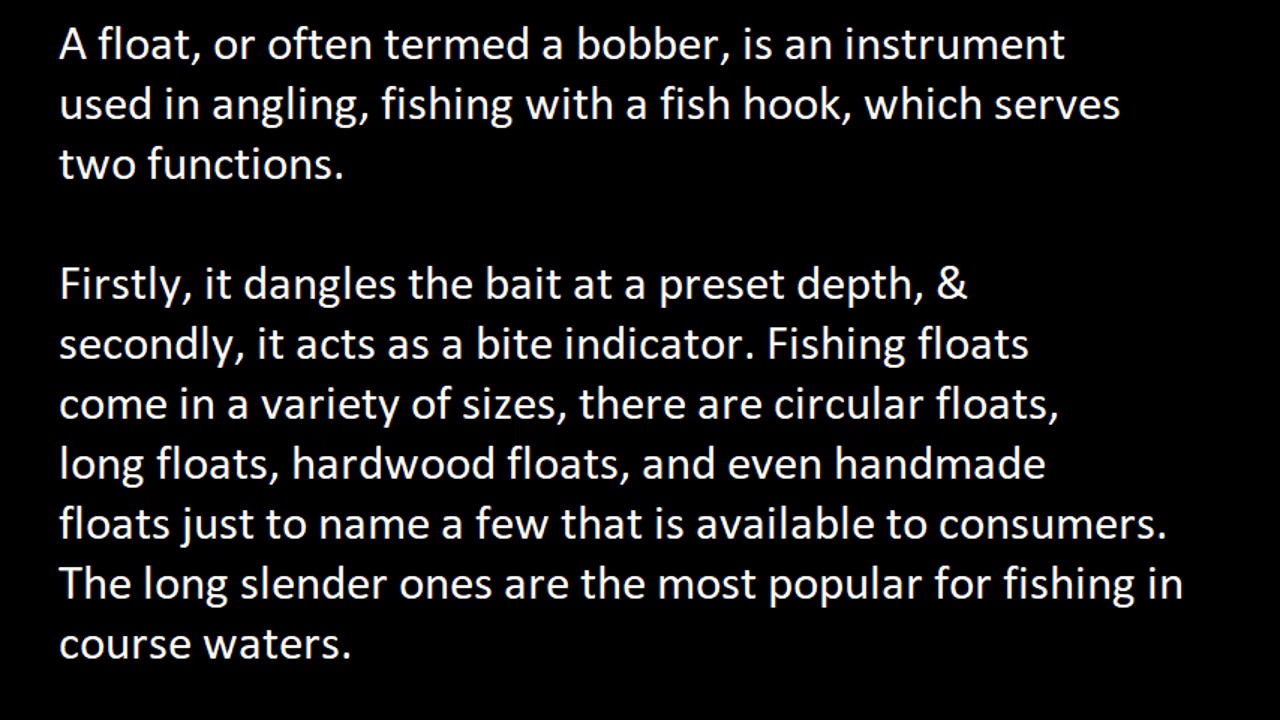 A float, or often termed a bobber, is an instrument
used in angling, fishing with a fish hook, which serves
two functions.
Firstly, it dangles the bait at a preset depth, &
secondly, it acts as a bite indicator. Fishing floats
come in a variety of sizes, there are circular floats,
long floats, hardwood floats, and even handmade
floats just to name a few that is available to consumers.
The long slender ones are the most popular for fishing in
course waters.